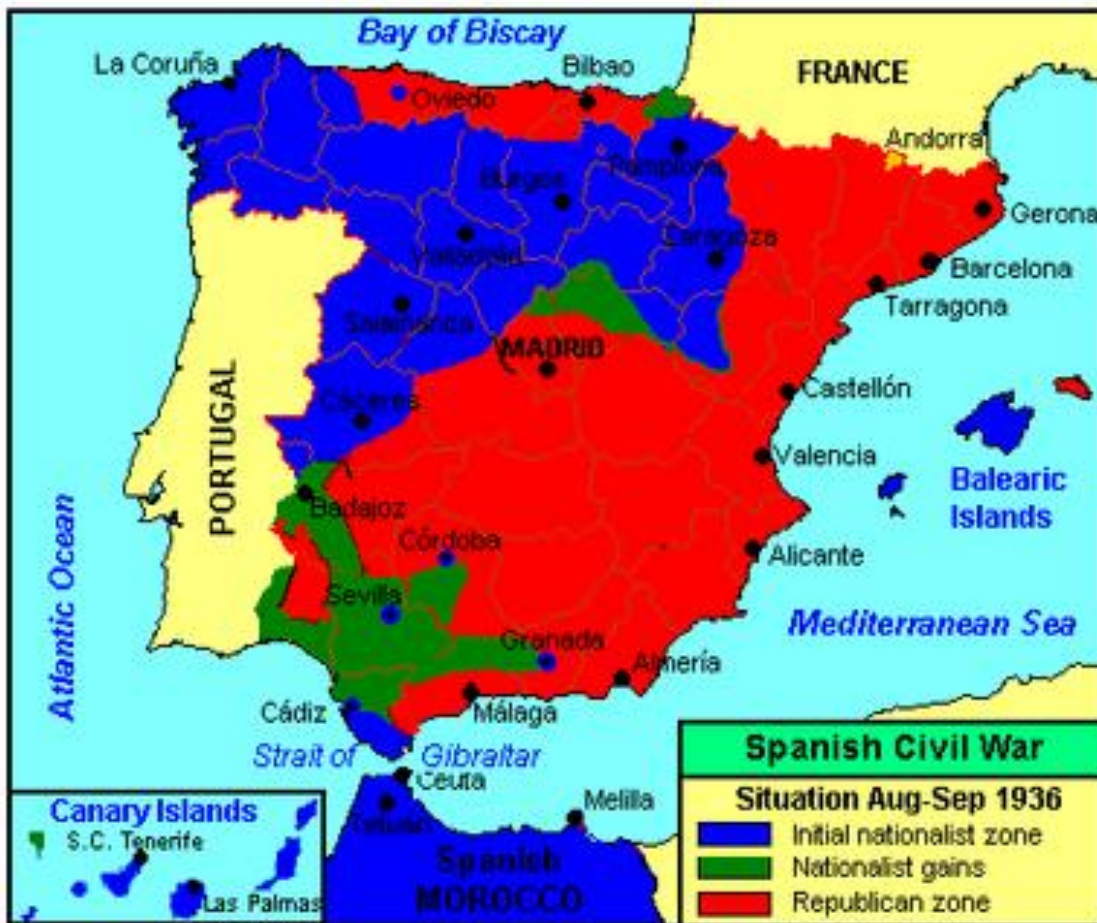 Bay of Biscay
La Coruña
Bilbao
FRANCE
Oviedo
Andorra
Pamplona
Burgos
Gerona
Zaragoza
Valladolid
Barcelona
Salamanca
Tarragona
MADRID
Castellón
Cáceres
PORTUGAL
Valencia
Balearic
Islands
Badajoz
Córdoba
Alicante
Atlantic Ocean
Sevilla
Mediterranean Sea
Granada
Almería
Cádiz
Málaga
Strait of Gibraltar
Ceuta
Tetuán
Melilla
Spanish
MOROCCO
Canary Islands
S.C. Tenerife
Las Palmas
Spanish Civil War
Situation Aug-Sep 1936
Initial nationalist zone
Nationalist gains
Republican zone